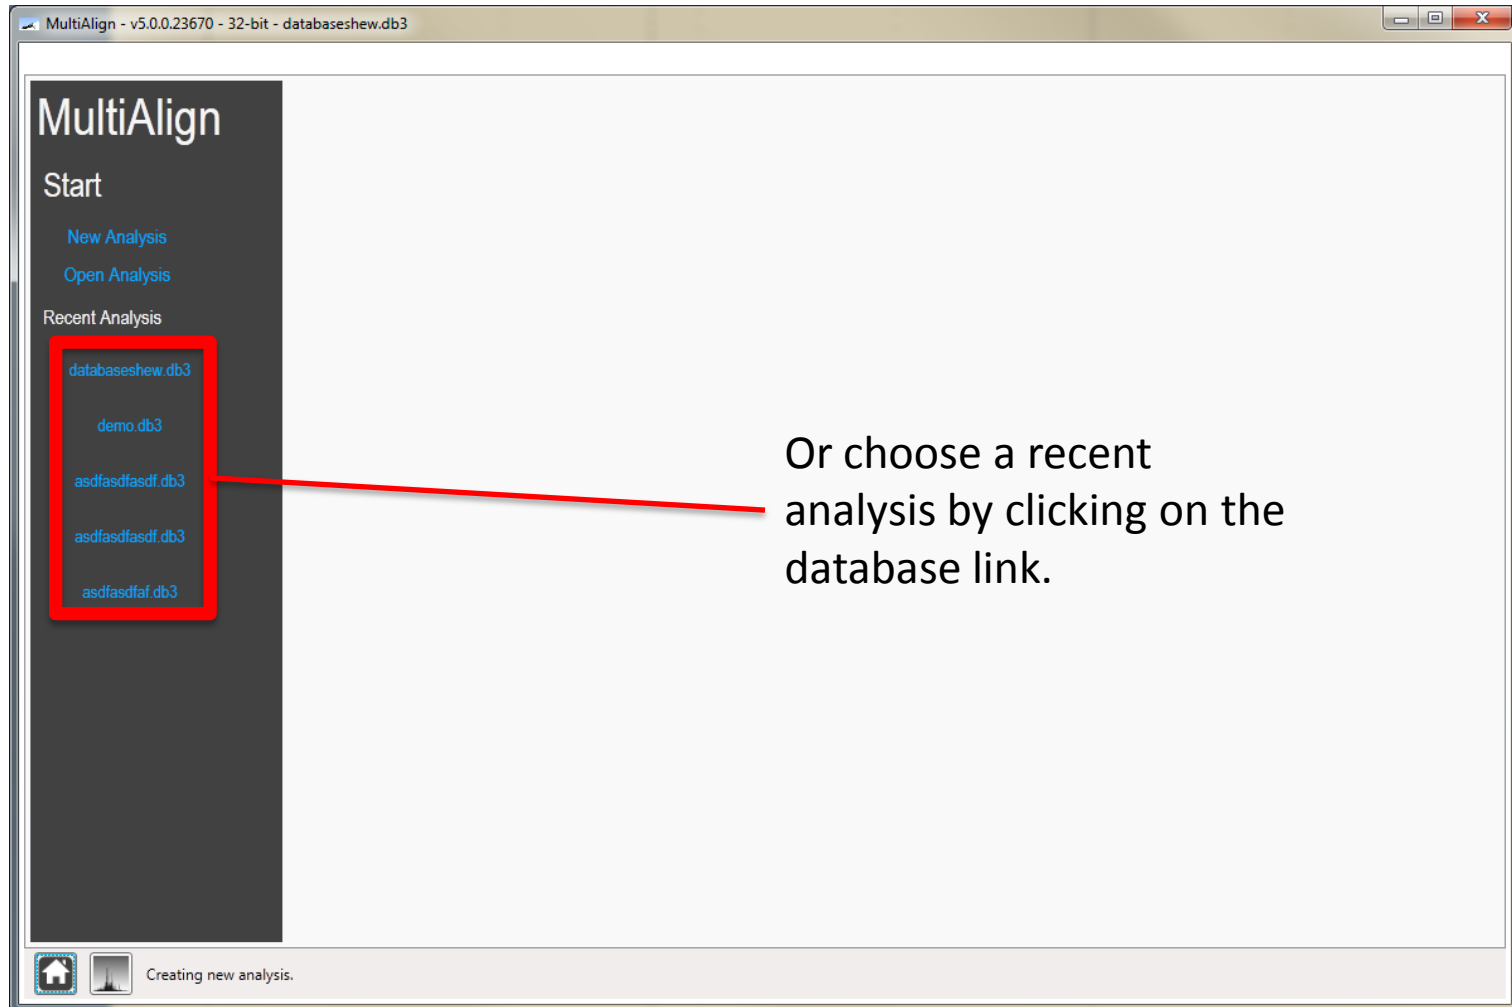 MultiAlign - v5.0.0.23670 - 32-bit - databaseshew.db3
MultiAlign
Start
New Analysis
Open Analysis
Recent Analysis
databaseshew.db3
demo.db3
asdfasdfasdf.db3
asdfasdfasdf.db3
asdfasdfaf.db3
Or choose a recent
analysis by clicking on the
database link.
Creating new analysis.